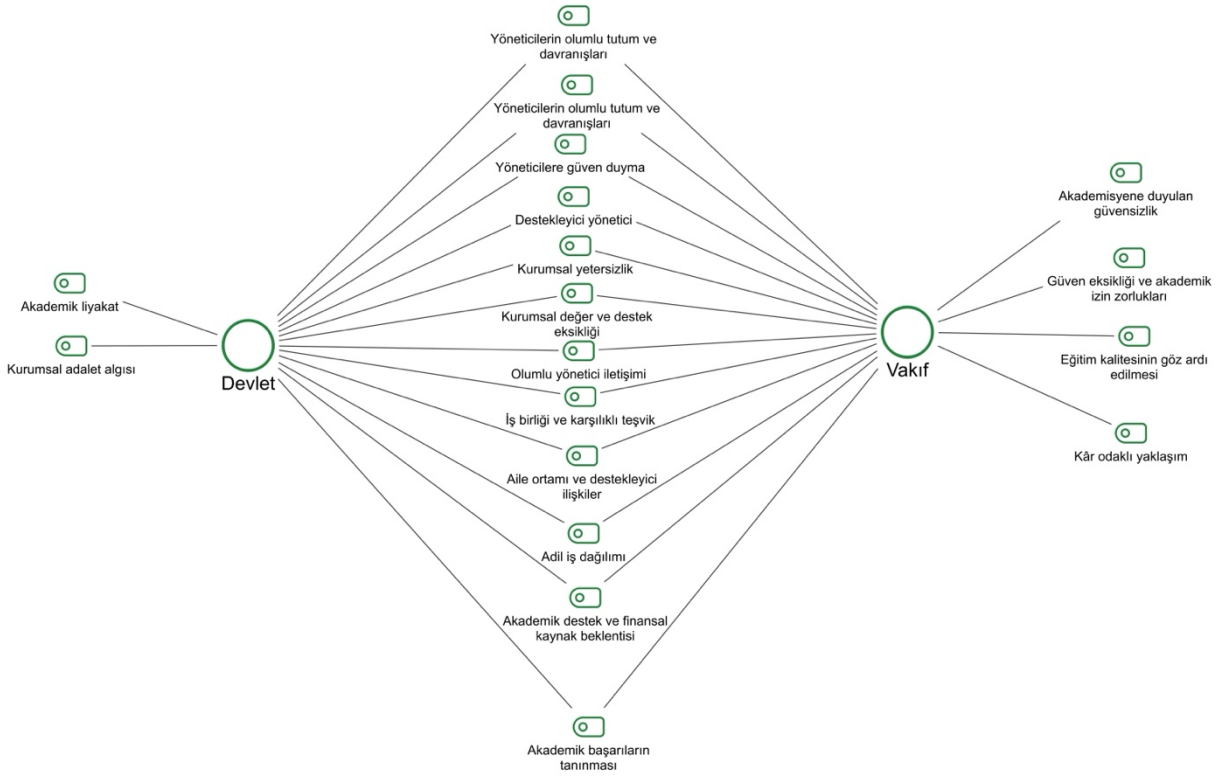 Yöneticilerin olumlu tutum ve
davranışları
Yöneticilerin olumlu tutum ve
davranışları
Yöneticilere güven duyma
Destekleyici yönetici
Kurumsal yetersizlik
Kurumsal değer ve destek
eksikliği
Olumlu yönetici iletişimi
İş birliği ve karşılıklı teşvik
Aile ortamı ve destekleyici
ilişkiler
Adil iş dağılımı
Akademik destek ve finansal
kaynak beklentisi
Akademik başarıların
tanınması
Akademik liyakat
Kurumsal adalet algısı
Devlet
Vakıf
Akademisyene duyulan
güvensizlik
Güven eksikliği ve akademik
izin zorlukları
Eğitim kalitesinin göz ardı
edilmesi
Kâr odaklı yaklaşım